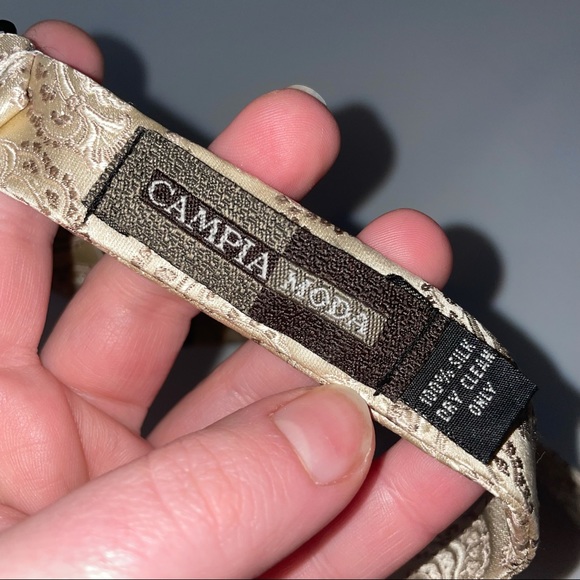 CAMPIA MODA
100% SILK
DRY CLEAN
ONLY